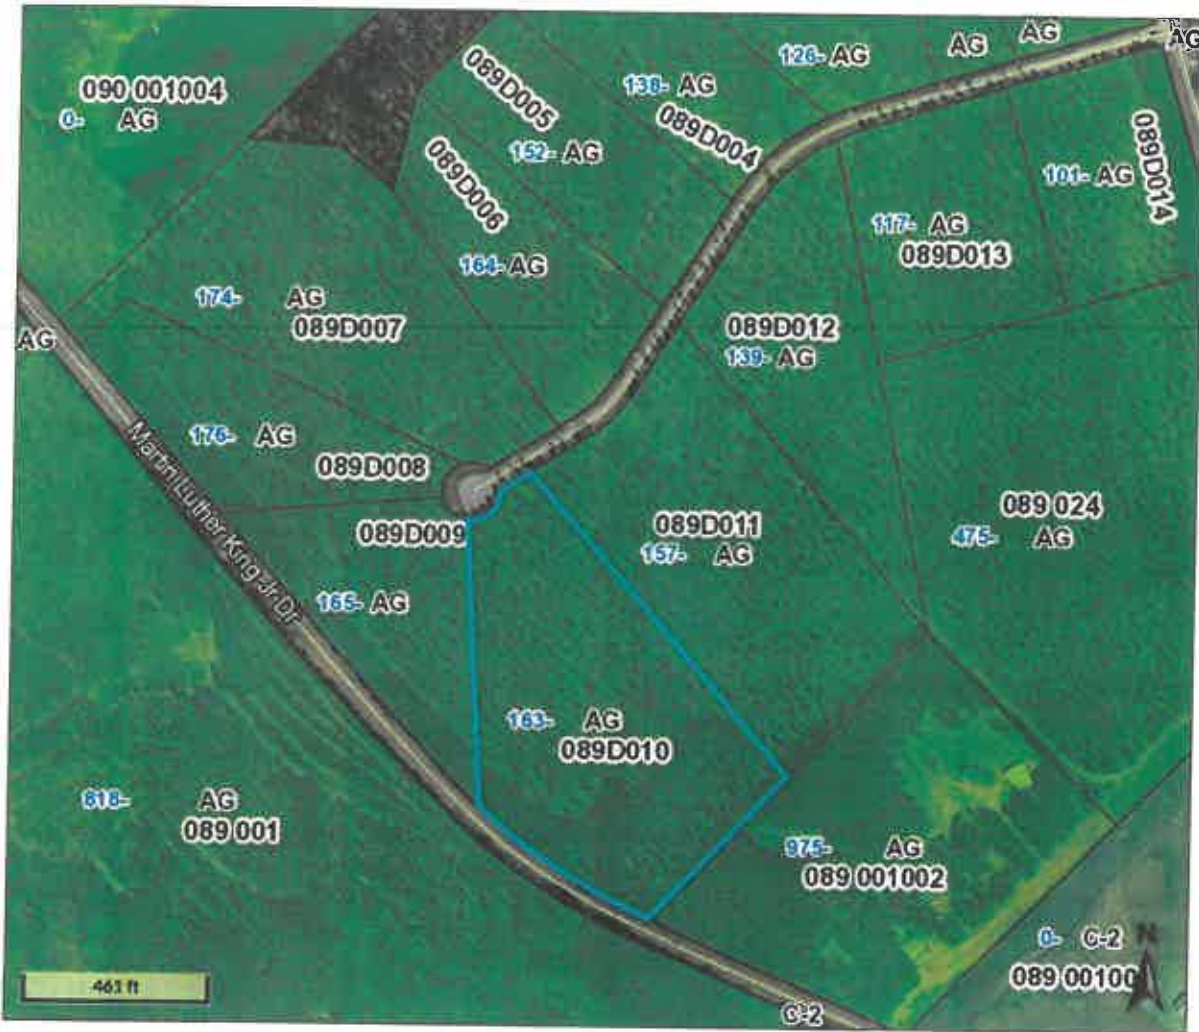 AG
AG
AG
126- AG
138- AG
089D005
090 001004
0- AG
089D004
152- AG
089D006
089D014
101- AG
117- AG
089D013
164- AG
174- AG
089D007
089D012
139- AG
AG
176- AG
089D008
Martin Luther King Jr Dr
089D009
089D011
157- AG
089 024
475- AG
165- AG
163- AG
089D010
618- AG
089 001
975- AG
089 001002
0- C-2
N
089 00100
463 ft
C-2